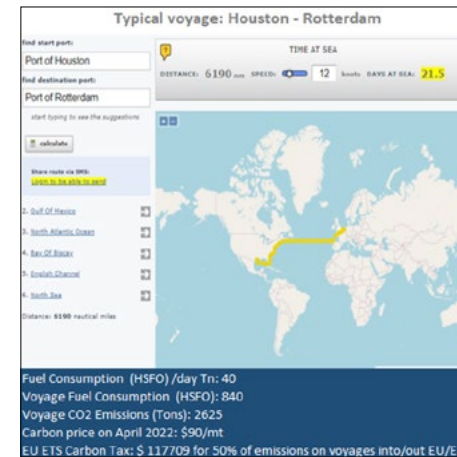 Typical voyage: Houston - Rotterdam
find start port:
Port of Houston
find destination port:
Port of Rotterdam
start typing to see the suggestions
calculate
Share route via SMS:
Login to be able to send
TIME AT SEA
DISTANCE: 6190 nm SPEED: 12 knots DAYS AT SEA: 21.5
2. Gulf Of Mexico
3. North Atlantic Ocean
4. Bay Of Biscay
5. English Channel
6. North Sea
Distance: 6190 nautical miles
Fuel Consumption (HSFO) /day Tn: 40
Voyage Fuel Consumption (HSFO): 840
Voyage CO2 Emissions (Tons): 2625
Carbon price on April 2022: $90/mt
EU ETS Carbon Tax: $ 117709 for 50% of emissions on voyages into/out EU/E